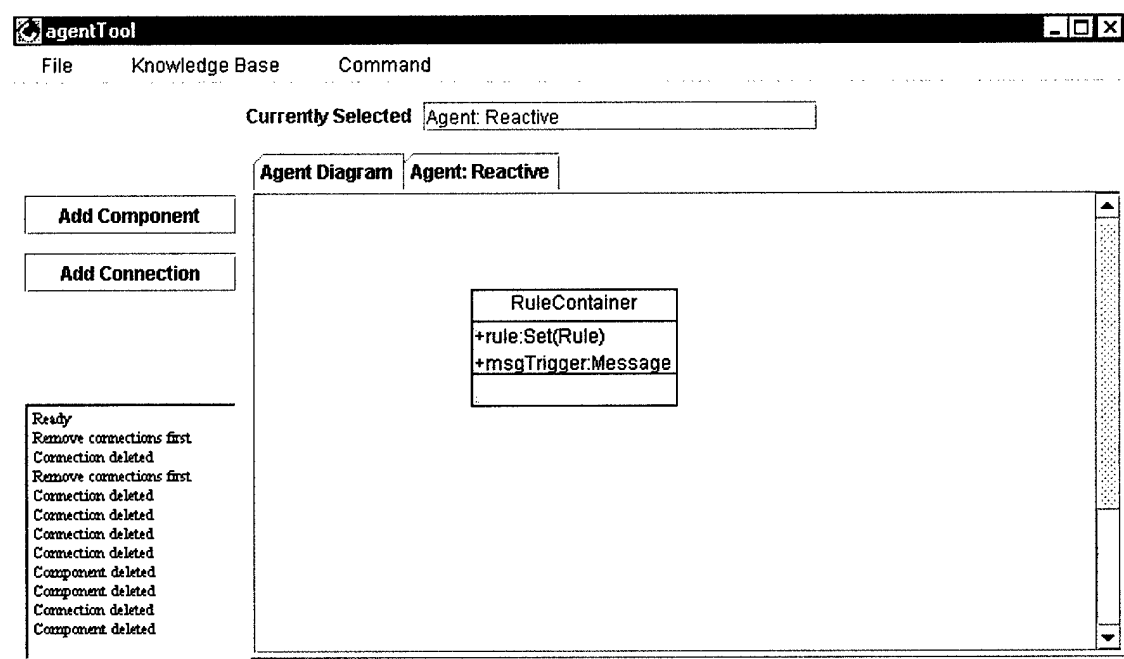 agentTool
File Knowledge Base Command
Currently Selected Agent: Reactive
Agent Diagram Agent: Reactive
Add Component
Add Connection
RuleContainer
+rule:Set(Rule)
+msgTrigger:Message
Ready
Remove connections first
Connection deleted
Remove connections first
Connection deleted
Connection deleted
Connection deleted
Connection deleted
Component deleted
Component deleted
Connection deleted
Component deleted